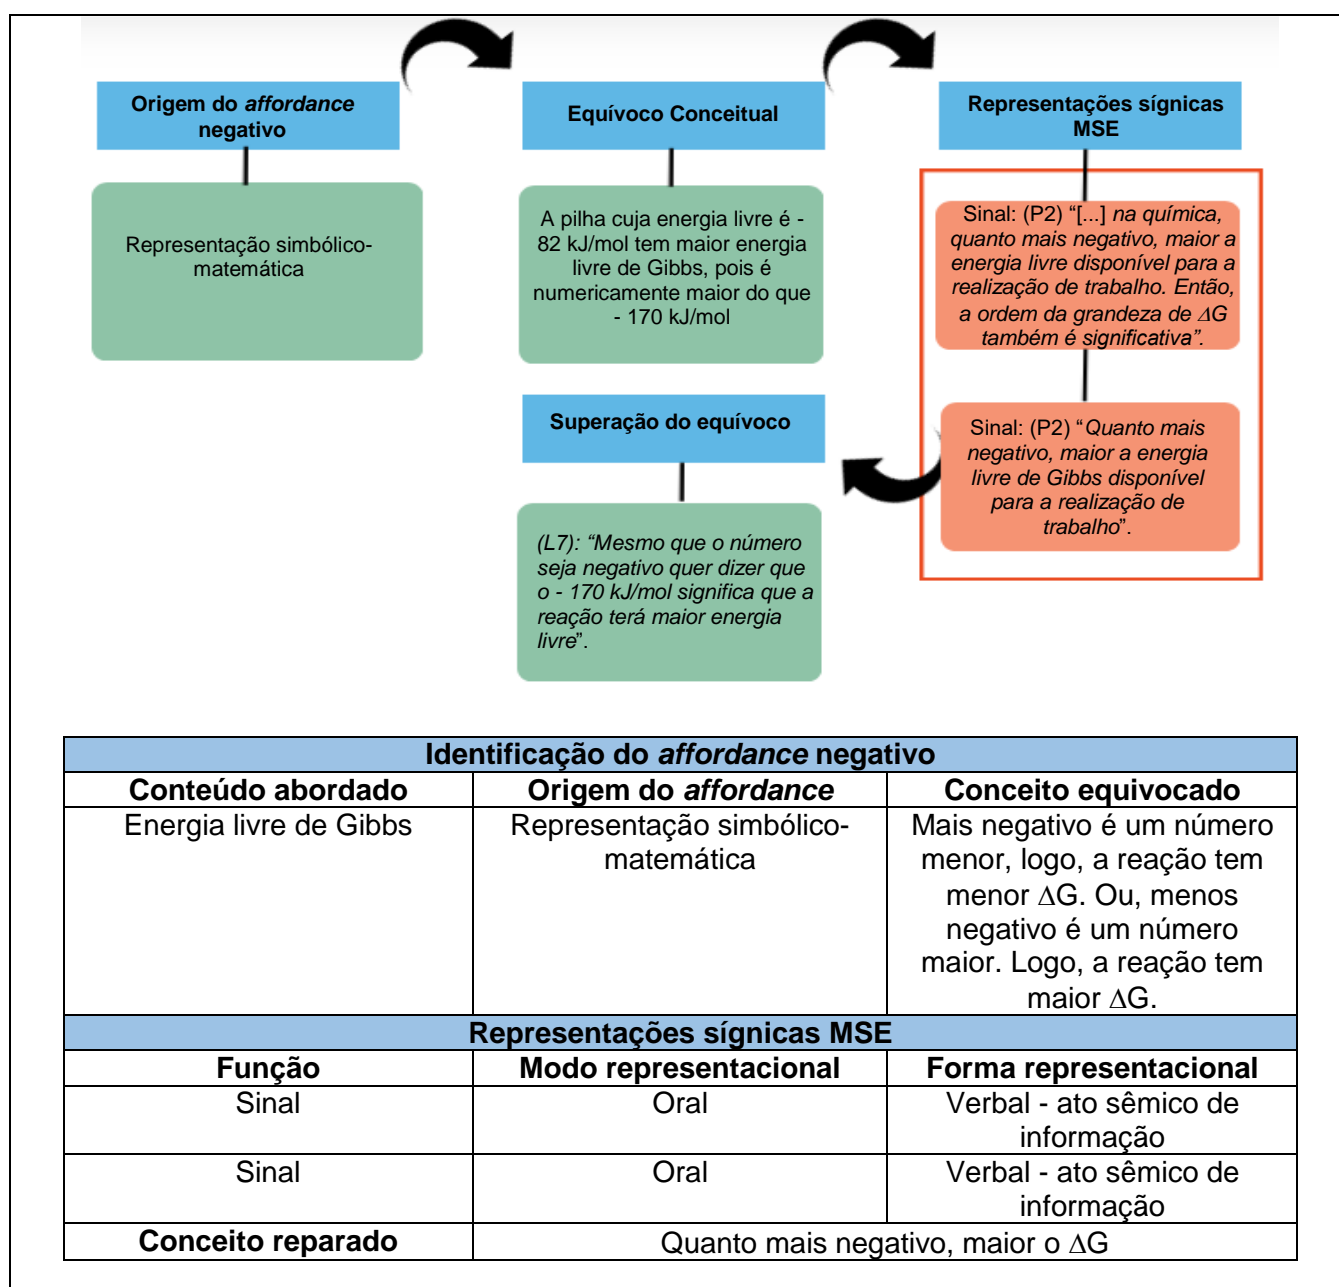 Origem do affordance
negativo
Representação simbólico-
matemática
Equívoco Conceitual
A pilha cuja energia livre é -
82 kJ/mol tem maior energia
livre de Gibbs, pois é
numericamente maior do que
- 170 kJ/mol
Representações sígnicas
MSE
Sinal: (P2) “[...] na química,
quanto mais negativo, maior a
energia livre disponível para a
realização de trabalho. Então,
a ordem da grandeza de ∆G
também é significativa”.
Sinal: (P2) “Quanto mais
negativo, maior a energia
livre de Gibbs disponível
para a realização de
trabalho”.
Superação do equívoco
(L7): “Mesmo que o número
seja negativo quer dizer que
o - 170 kJ/mol significa que a
reação terá maior energia
livre”.
Identificação do affordance negativo
Conteúdo abordado Origem do affordance Conceito equivocado
Energia livre de Gibbs
Representação simbólico-
matemática
Mais negativo é um número
menor, logo, a reação tem
menor ∆G. Ou, menos
negativo é um número
maior. Logo, a reação tem
maior ∆G.
Representações sígnicas MSE
Função Modo representacional Forma representacional
Sinal
Oral
Verbal - ato sêmico de
informação
Sinal
Oral
Verbal - ato sêmico de
informação
Conceito reparado Quanto mais negativo, maior o ∆G